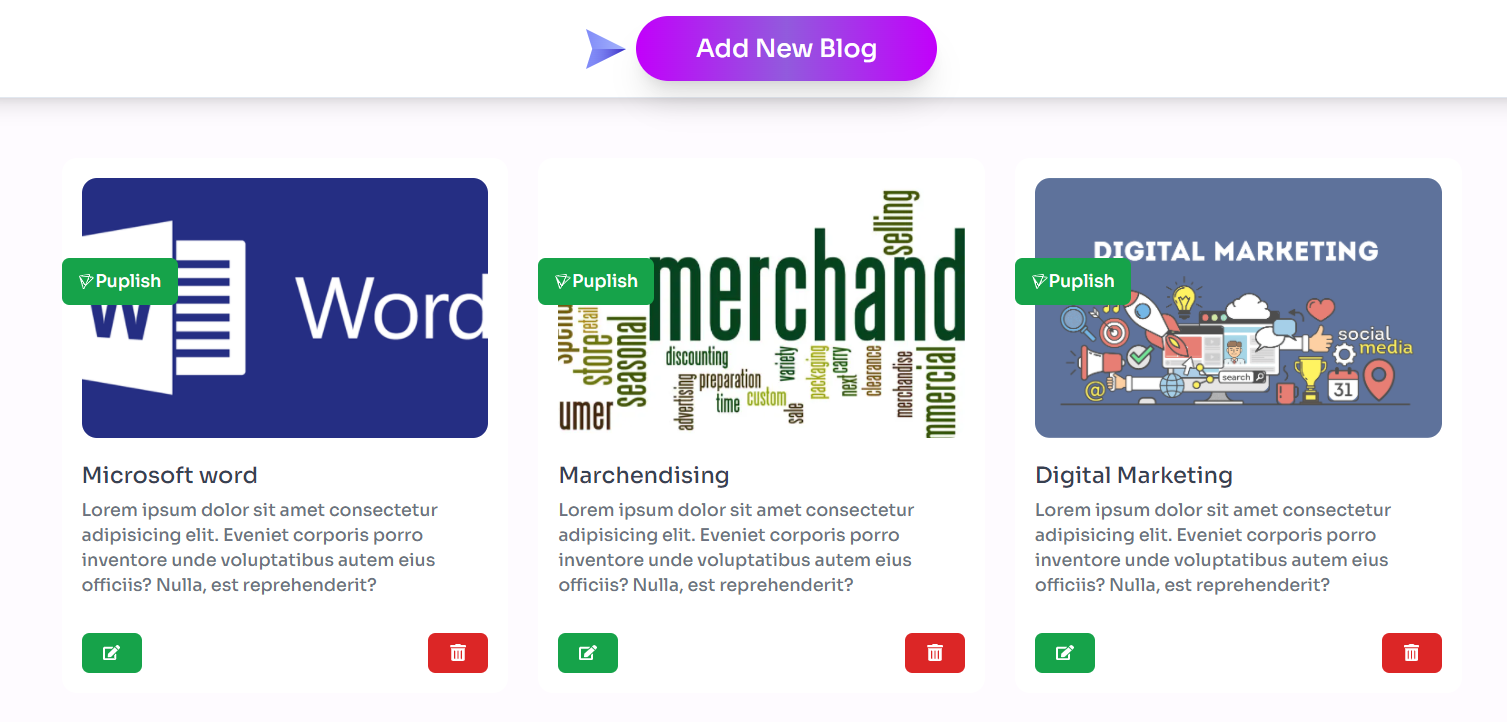 Add New Blog
Puplish
W
Word
Microsoft word
Lorem ipsum dolor sit amet consectetur
adipisicing elit. Eveniet corporis porro
inventore unde voluptatibus autem eius
officiis? Nulla, est reprehenderit?
selling
merchand
Puplish
spend
retail
store
seasonal
umer
discounting
advertising
preparation
time
custom
variety
sale
packaging
carry
next
clearance
merchandise
mmercial
Marchendising
Lorem ipsum dolor sit amet consectetur
adipisicing elit. Eveniet corporis porro
inventore unde voluptatibus autem eius
officiis? Nulla, est reprehenderit?
DIGITAL MARKETING
Puplish
social
media
search
31
@
Digital Marketing
Lorem ipsum dolor sit amet consectetur
adipisicing elit. Eveniet corporis porro
inventore unde voluptatibus autem eius
officiis? Nulla, est reprehenderit?